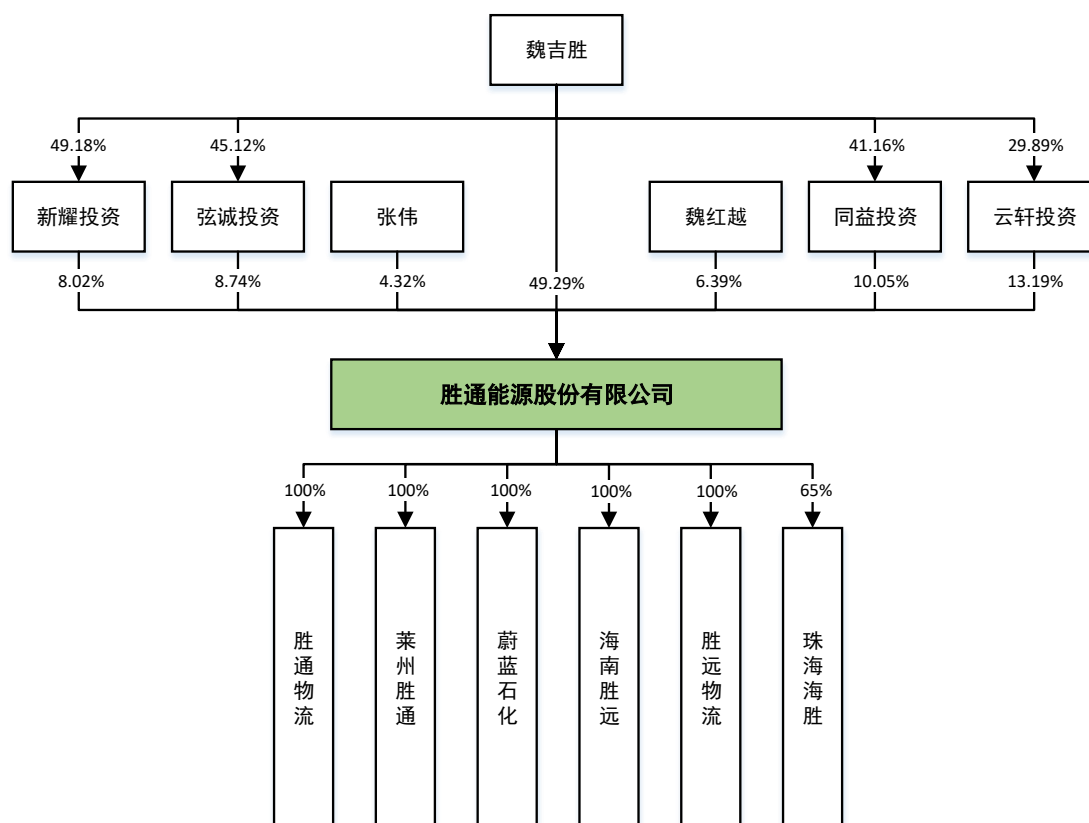 魏吉胜
49.18%
45.12%
41.16%
29.89%
新耀投资
弦诚投资
张伟
魏红越
同益投资
云轩投资
8.02%
8.74%
4.32%
49.29%
6.39%
10.05%
13.19%
胜通能源股份有限公司
100%
100%
100%
100%
100%
65%
胜通物流
莱州胜通
蔚蓝石化
海南胜远
胜远物流
珠海海胜